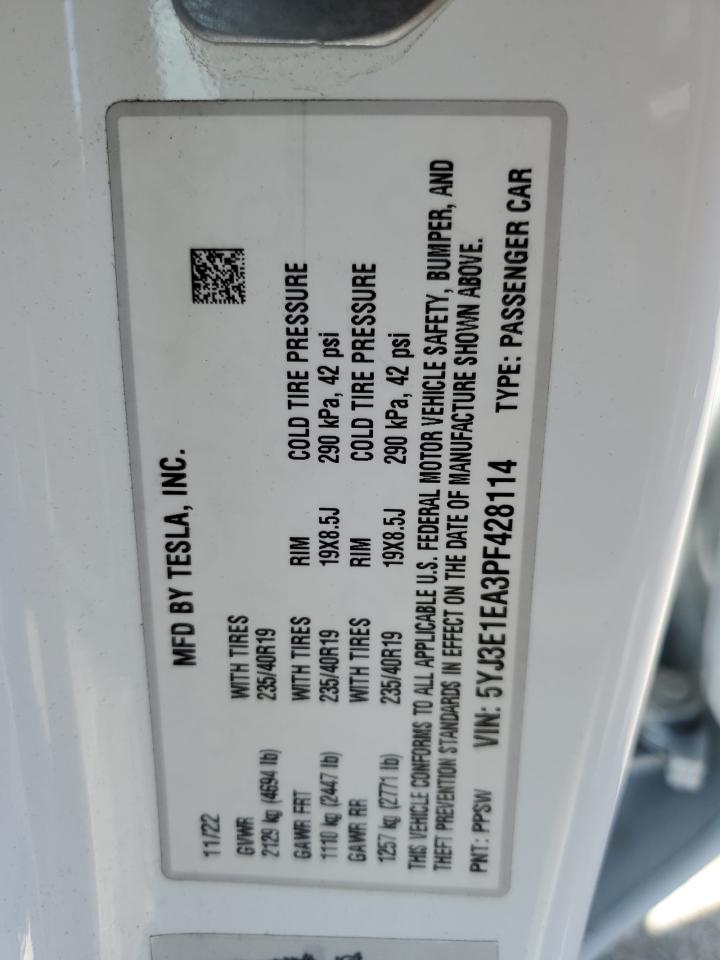 MFD BY TESLA, INC.
11/22
GVWR WITH TIRES
2129 kg (4694 lb) 235/40R19
GAWR FRT WITH TIRES RIM COLD TIRE PRESSURE
1110 kg (2447 lb) 235/40R19 19X8.5J 290 kPa, 42 psi
GAWR RR WITH TIRES RIM COLD TIRE PRESSURE
1257 kg (2771 lb) 235/40R19 19X8.5J 290 kPa, 42 psi
THIS VEHICLE CONFORMS TO ALL APPLICABLE U.S. FEDERAL MOTOR VEHICLE SAFETY, BUMPER, AND
THEFT PREVENTION STANDARDS IN EFFECT ON THE DATE OF MANUFACTURE SHOWN ABOVE.
PNT: PPSW VIN: 5YJ3E1EA3PF428114 TYPE: PASSENGER CAR